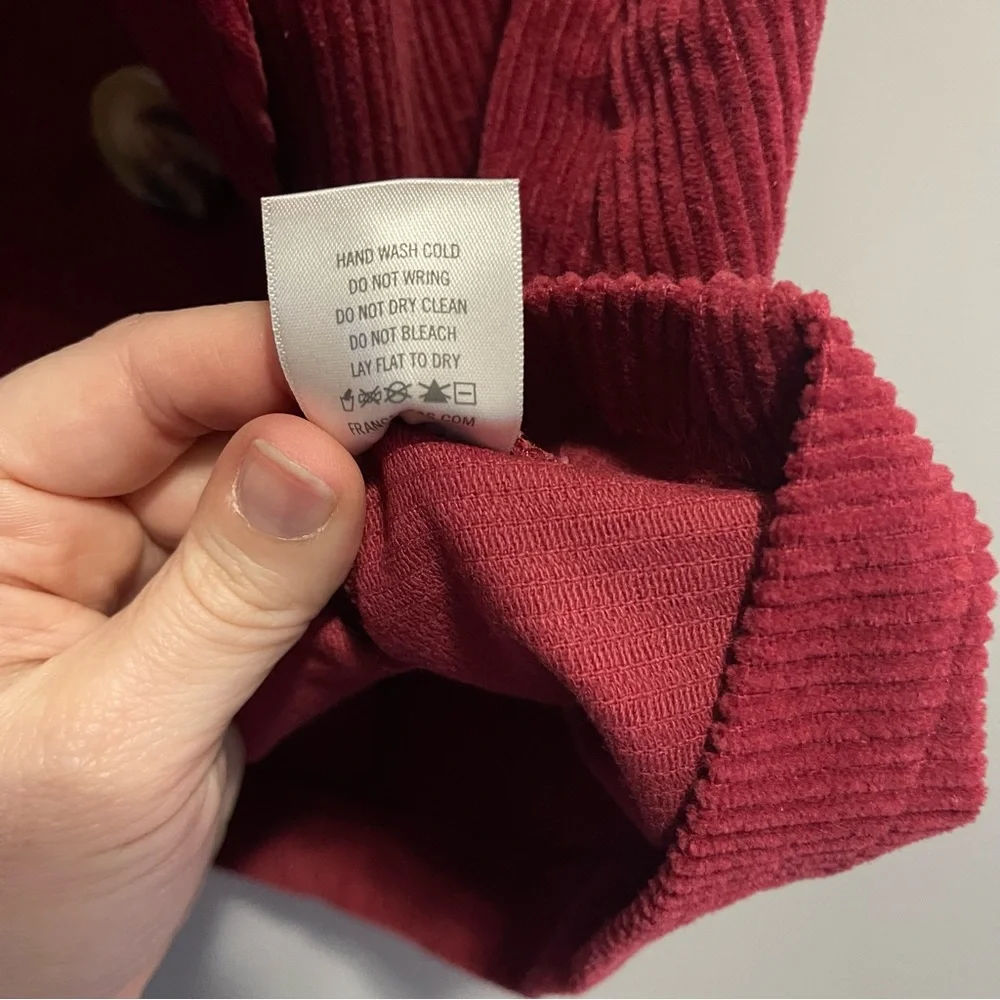 HAND WASH COLD
DO NOT WRING
DO NOT DRY CLEAN
DO NOT BLEACH
LAY FLAT TO DRY